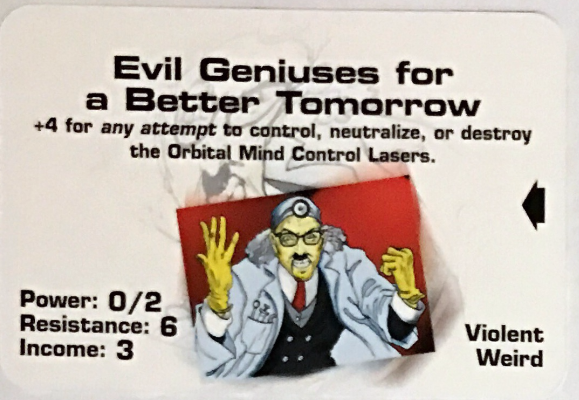 Evil Geniuses for
a Better Tomorrow
+4 for any attempt to control, neutralize, or destroy
the Orbital Mind Control Lasers.
Power: 0/2
Resistance: 6
Income: 3
Violent
Weird